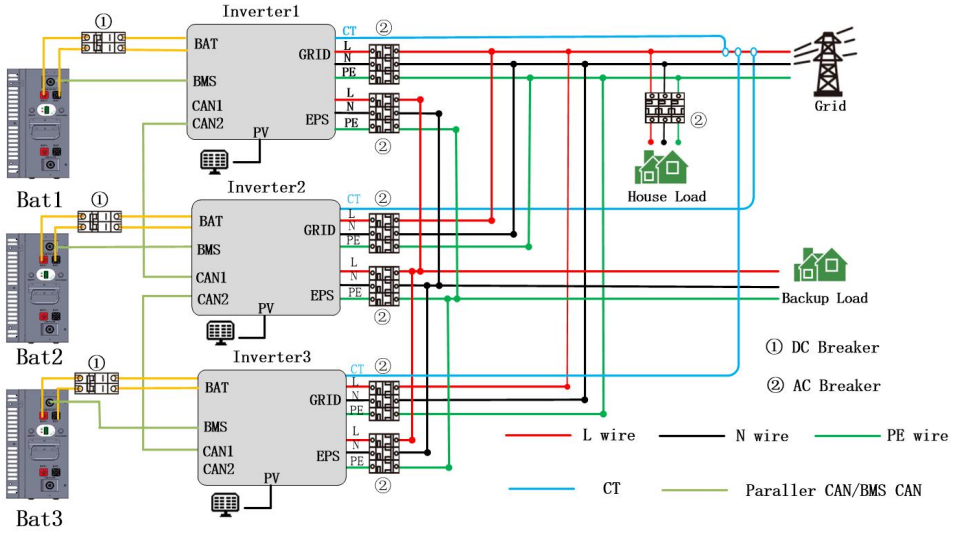 Inverter1
①
②
CT
BAT
GRID
L
N
PE
BMS
CAN1
CAN2
EPS
L
N
PE
PV
②
Grid
②
House Load
Bat1
Inverter2
①
②
CT
BAT
GRID
L
N
PE
BMS
CAN1
CAN2
EPS
L
N
PE
PV
②
Backup Load
Bat2
① DC Breaker
② AC Breaker
Inverter3
①
②
CT
BAT
GRID
L
N
PE
BMS
CAN1
CAN2
EPS
L
N
PE
PV
②
Bat3
L wire
N wire
PE wire
CT
Paraller CAN/BMS CAN